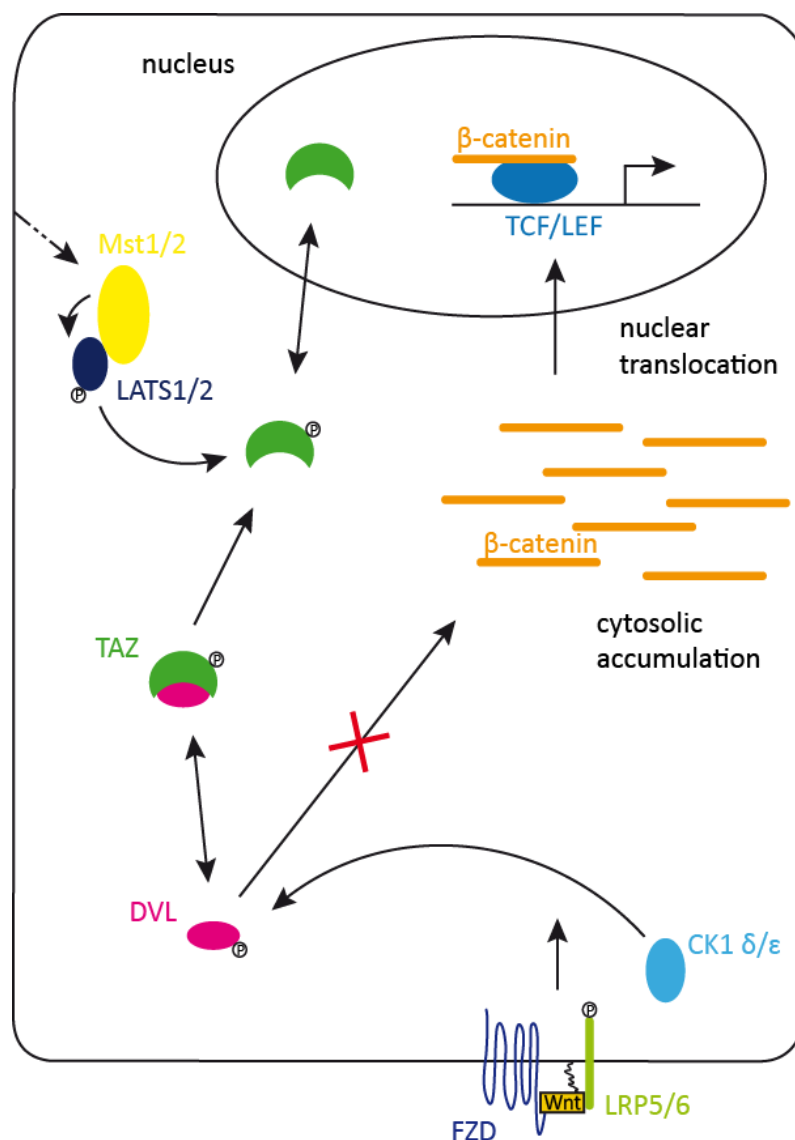 nucleus
β-catenin
TCF/LEF
Mst1/2
LATS1/2
P
nuclear
translocation
P
β-catenin
cytosolic
accumulation
TAZ
P
DVL
P
CK1 δ/ε
P
Wnt
LRP5/6
FZD